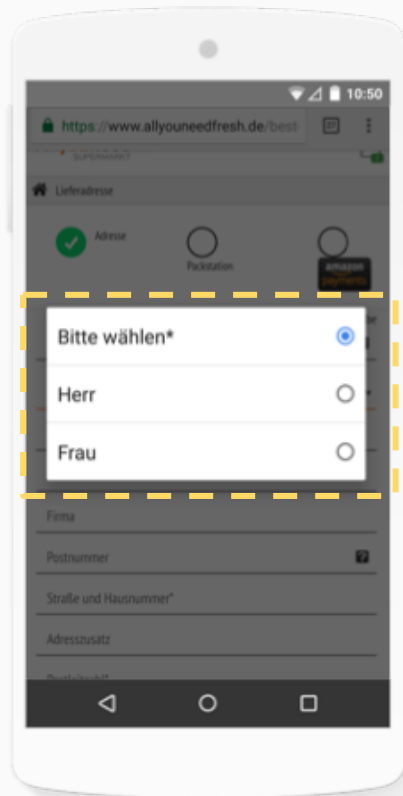 10:50
https://www.allyouneedfresh.de/best
SUPERMARKT
Lieferadresse
Adresse
Packstation
amazon
payments
Bitte wählen*
Herr
Frau
Firma
Postnummer
Straße und Hausnummer*
Adresszusatz